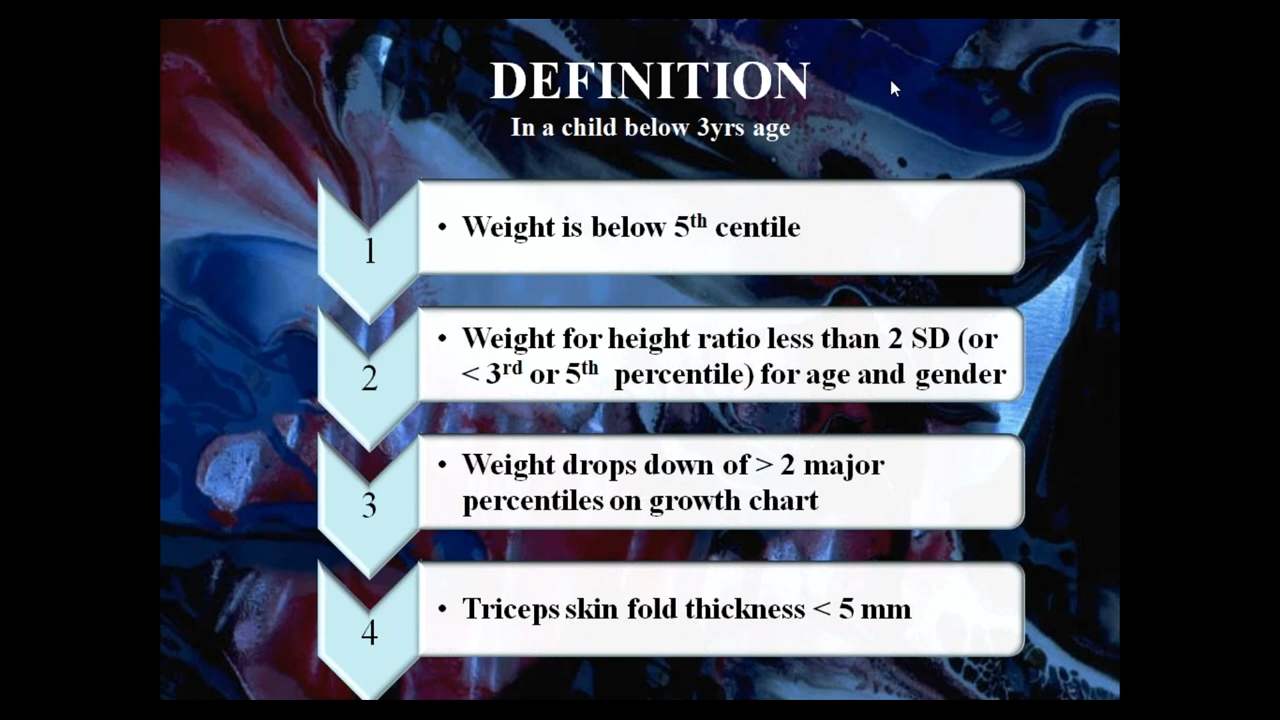 DEFINITION
In a child below 3yrs age
1
• Weight is below 5th centile
2
• Weight for height ratio less than 2 SD (or
< 3rd or 5th percentile) for age and gender
3
• Weight drops down of > 2 major
percentiles on growth chart
4
• Triceps skin fold thickness < 5 mm